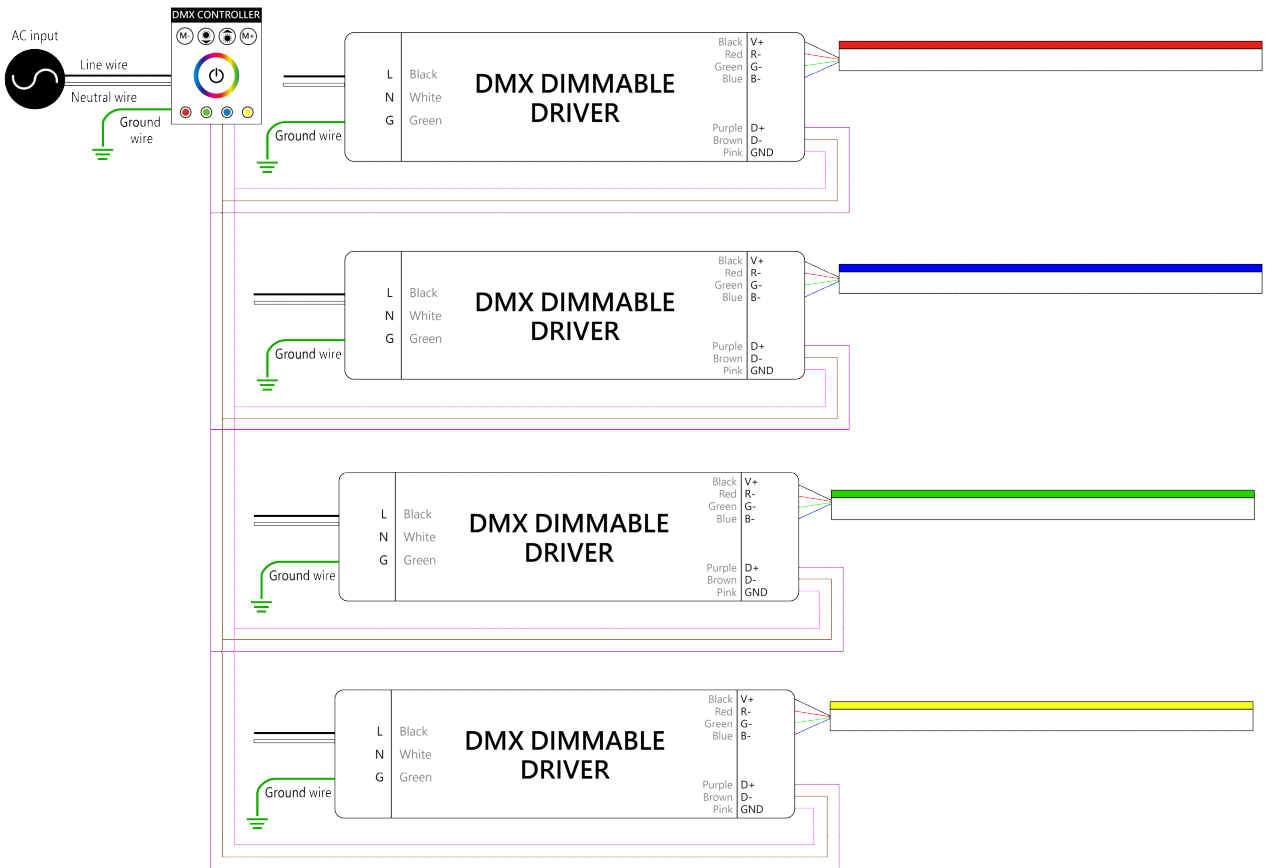 DMX CONTROLLER
M-
M+
AC input
Line wire
Neutral wire
Ground
wire
L Black
N White
G Green
Ground wire
DMX DIMMABLE
DRIVER
Black V+
Red R-
Green G-
Blue B-
Purple D+
Brown D-
Pink GND
L Black
N White
G Green
Ground wire
DMX DIMMABLE
DRIVER
Black V+
Red R-
Green G-
Blue B-
Purple D+
Brown D-
Pink GND
L Black
N White
G Green
Ground wire
DMX DIMMABLE
DRIVER
Black V+
Red R-
Green G-
Blue B-
Purple D+
Brown D-
Pink GND
L Black
N White
G Green
Ground wire
DMX DIMMABLE
DRIVER
Black V+
Red R-
Green G-
Blue B-
Purple D+
Brown D-
Pink GND